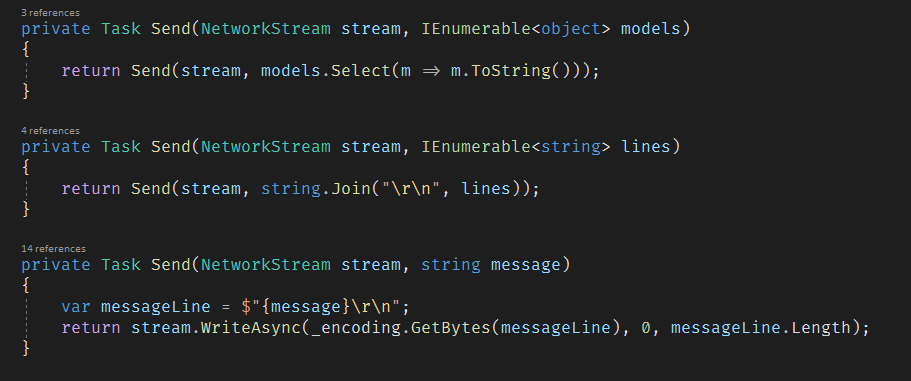 3 references
private Task Send(NetworkStream stream, IEnumerable<object> models)
{
    return Send(stream, models.Select(m => m.ToString()));
}
4 references
private Task Send(NetworkStream stream, IEnumerable<string> lines)
{
    return Send(stream, string.Join("\r\n", lines));
}
14 references
private Task Send(NetworkStream stream, string message)
{
    var messageLine = $"{message}\r\n";
    return stream.WriteAsync(_encoding.GetBytes(messageLine), 0, messageLine.Length);
}